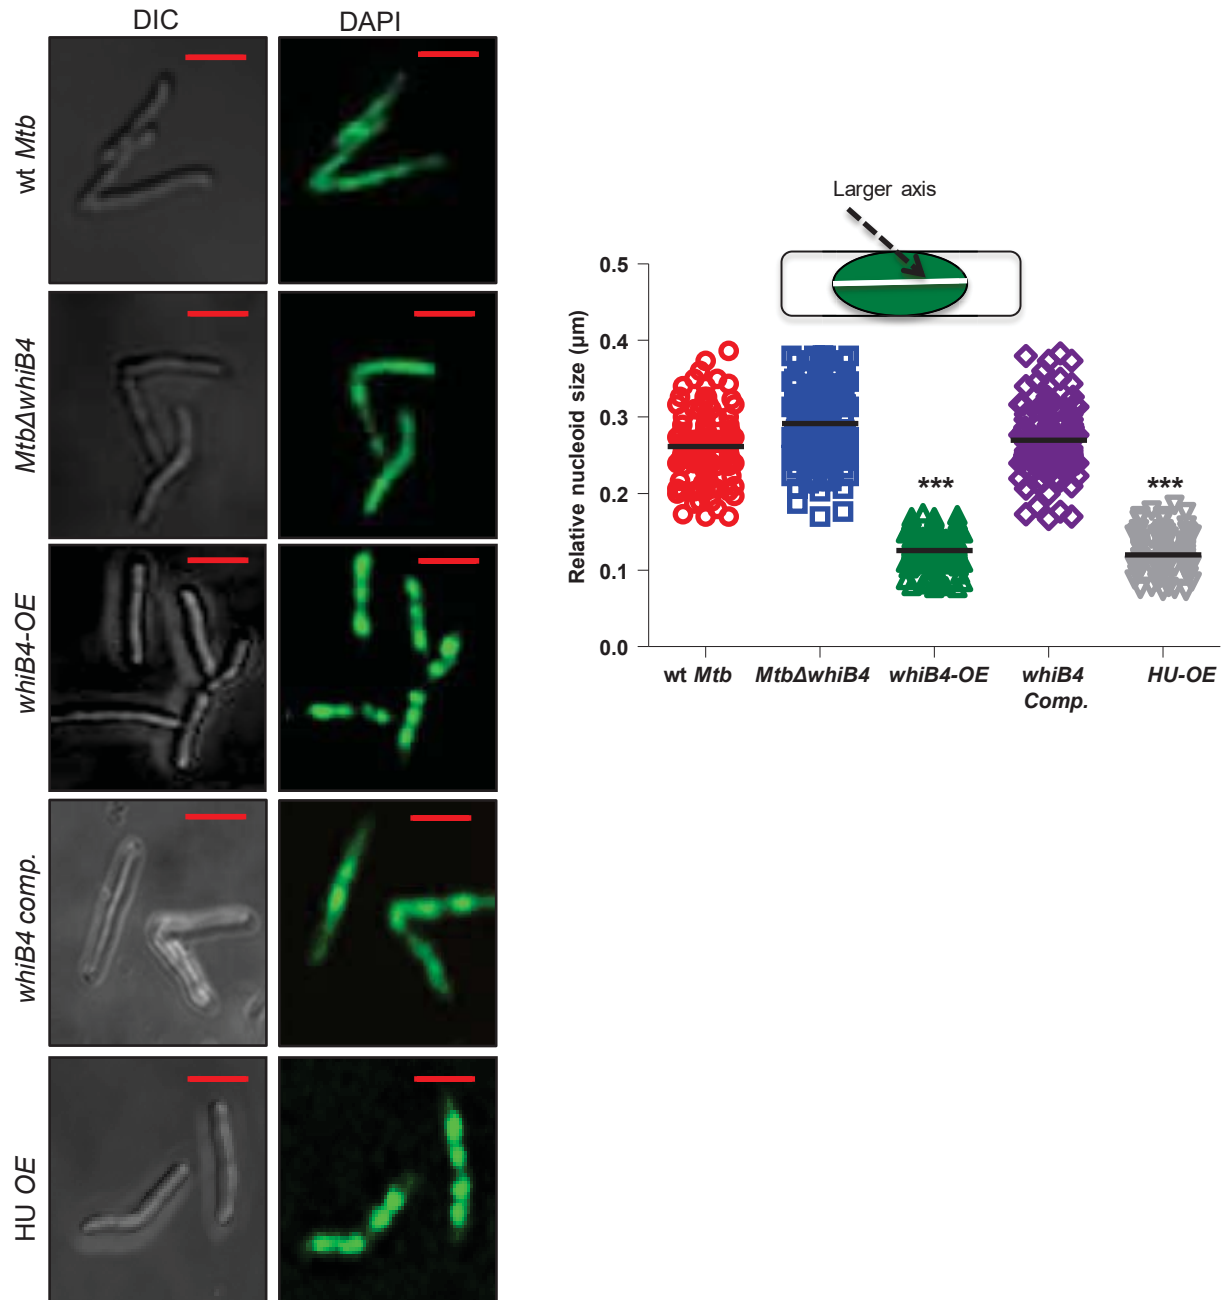 DIC
DAPI
wt Mtb
MtbΔwhiB4
whiB4-OE
whiB4 comp.
HU OE
Larger axis
Relative nucleoid size (µm)
0.5
0.4
0.3
0.2
0.1
0.0
***
***
wt Mtb
MtbΔwhiB4
whiB4-OE
whiB4
Comp.
HU-OE